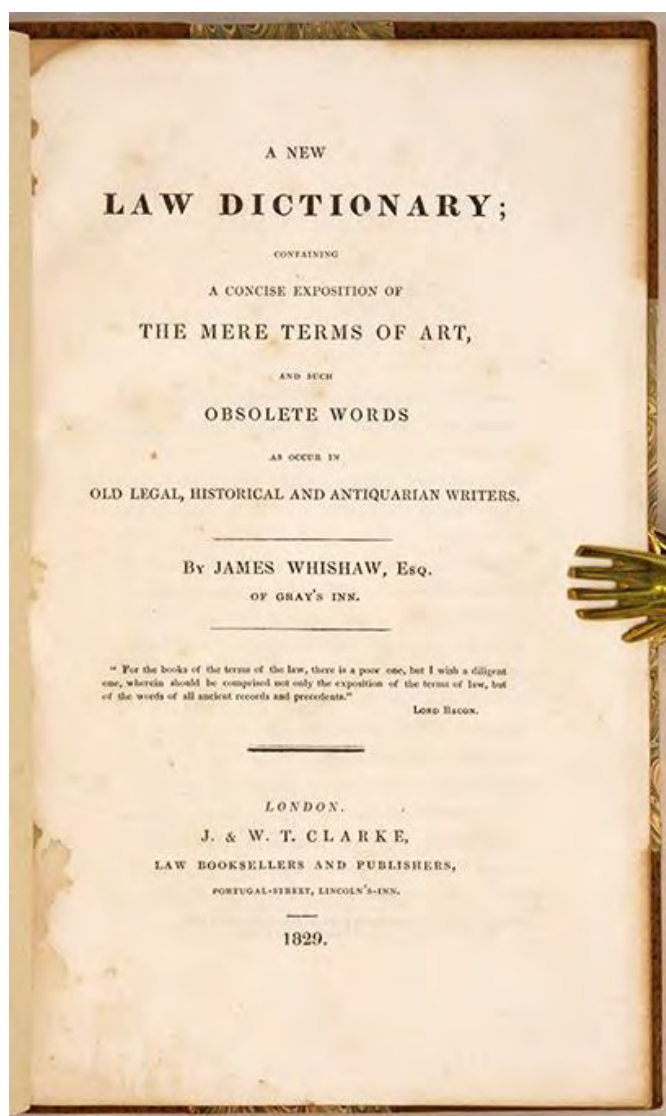 A NEW
LAW DICTIONARY;
CONTAINING
A CONCISE EXPOSITION OF
THE MERE TERMS OF ART,
AND SUCH
OBSOLETE WORDS
AS OCCUR IN
OLD LEGAL, HISTORICAL AND ANTIQUARIAN WRITERS.
BY JAMES WHISHAW, ESQ.
OF GRAY'S INN.
" For the books of the terms of the law, there is a poor one, but I wish a diligent
one, wherein should be comprised not only the exposition of the terms of law, but
of the words of all ancient records and precedents."
LORD BACON.
LONDON.
J. & W. T. CLARKE,
LAW BOOKSELLERS AND PUBLISHERS,
PORTUGAL-STREET, LINCOLN'S-INN.
1829.